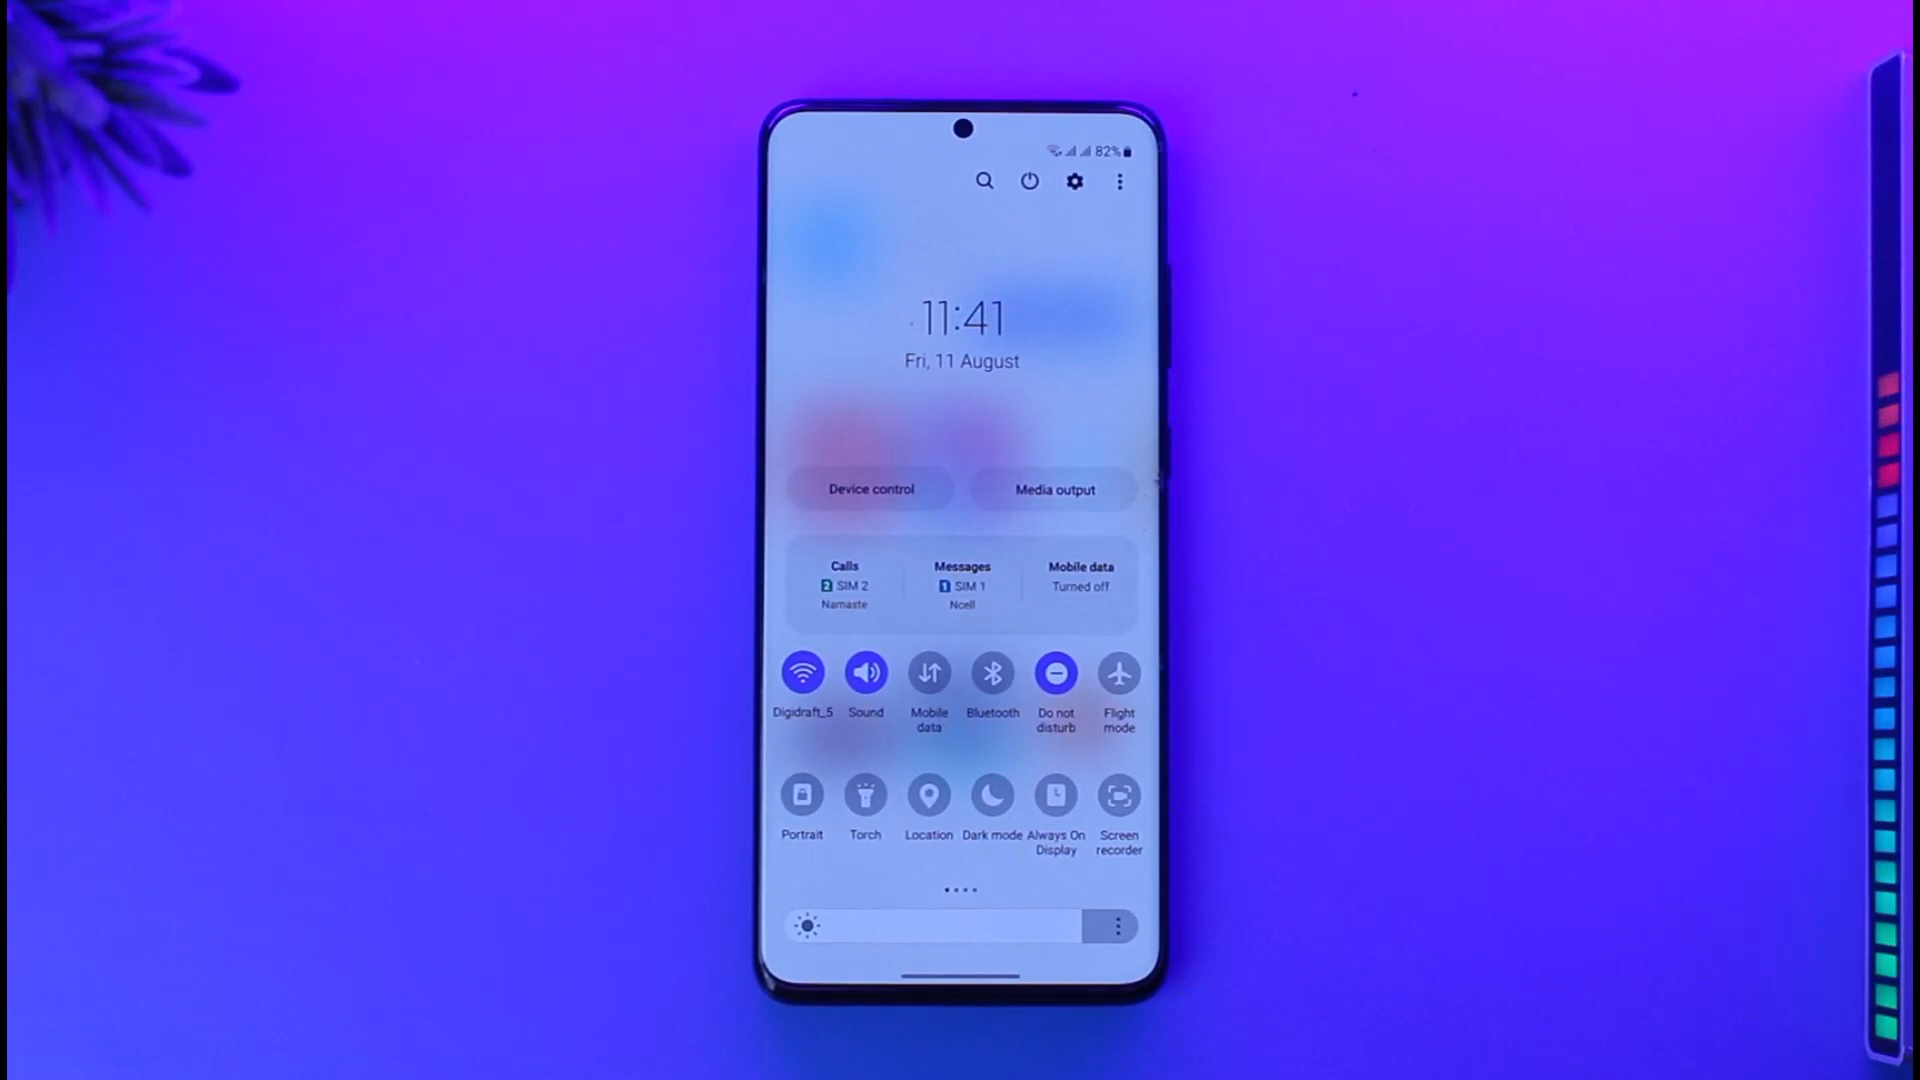 82%
11:41
Fri, 11 August
Device control
Media output
Calls
SIM 2
Namaste
Messages
SIM 1
Ncell
Mobile data
Turned off
Digidraft_5
Sound
Mobile
data
Bluetooth
Do not
disturb
Flight
mode
Portrait
Torch
Location
Dark mode
Always On
Display
Screen
recorder